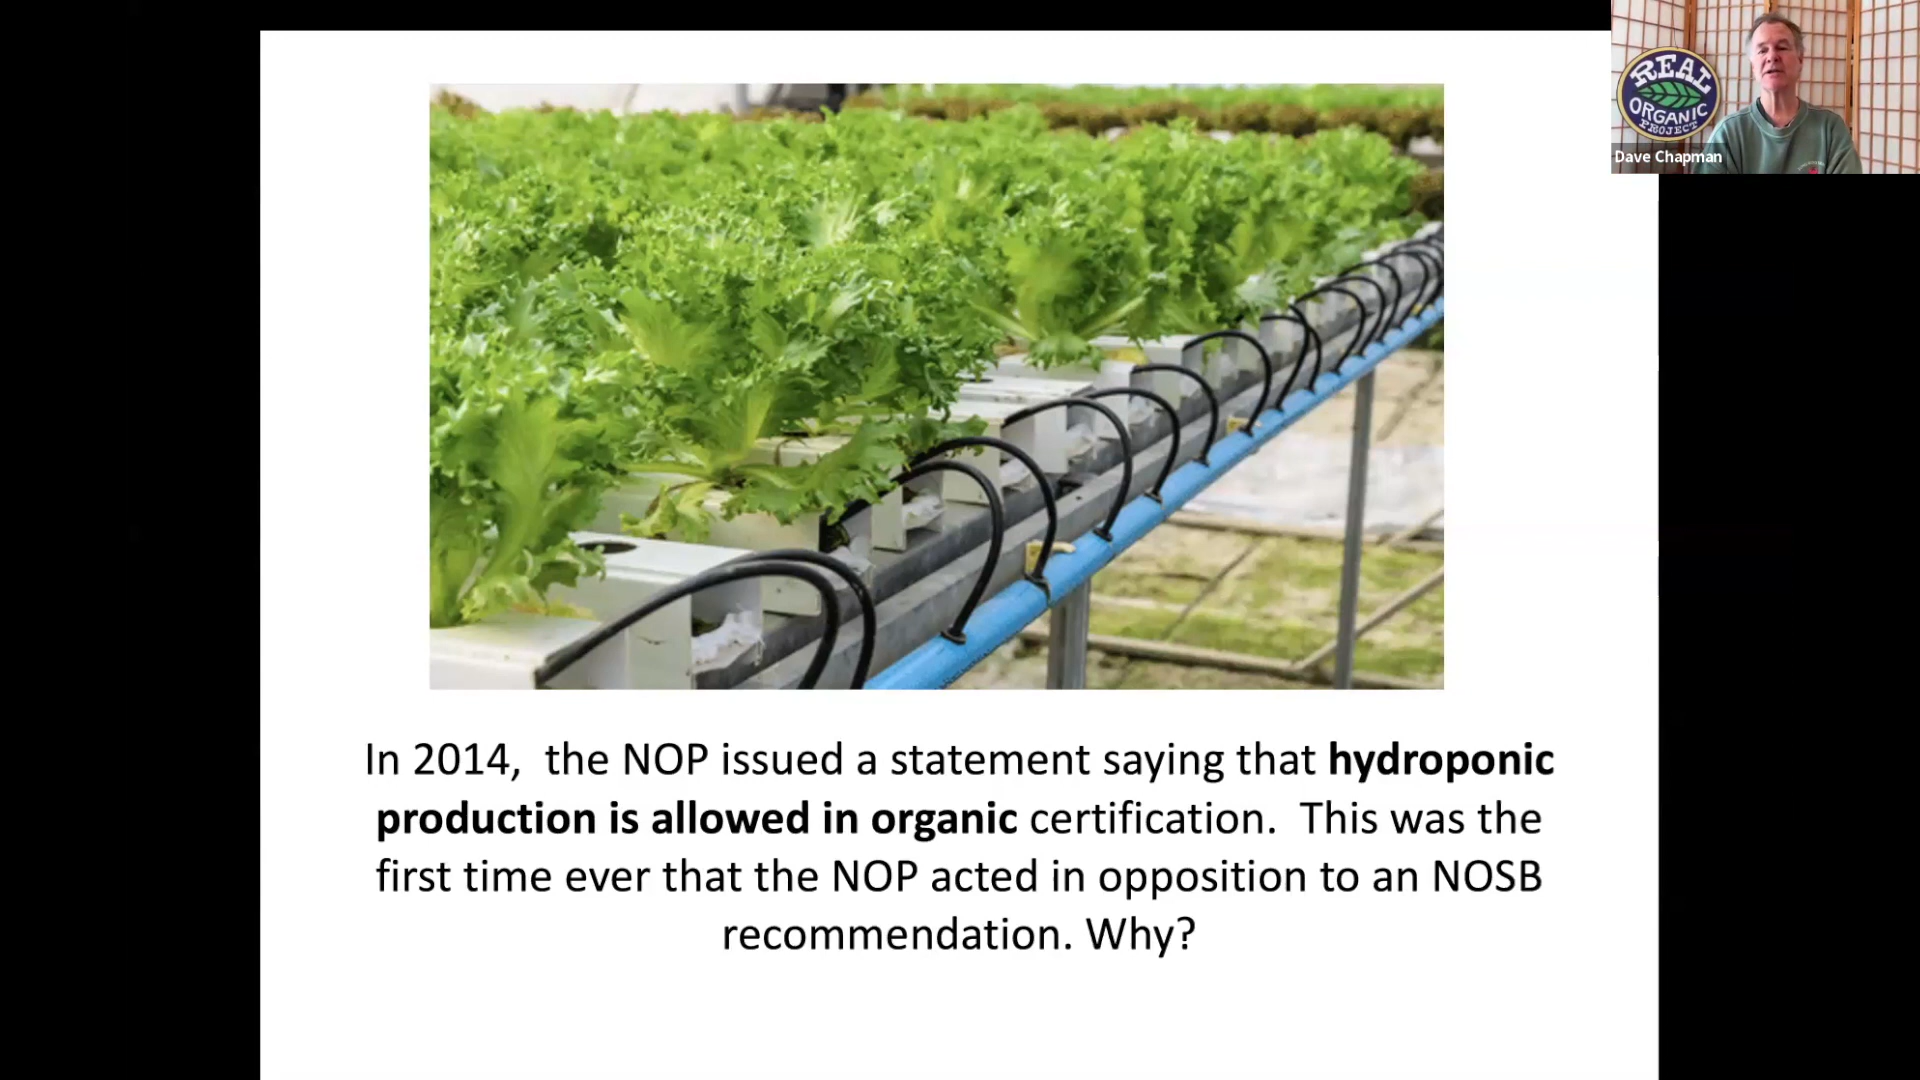 REAL
ORGANIC
PROJECT
Dave Chapman
In 2014,  the NOP issued a statement saying that hydroponic
production is allowed in organic certification.  This was the
first time ever that the NOP acted in opposition to an NOSB
recommendation. Why?